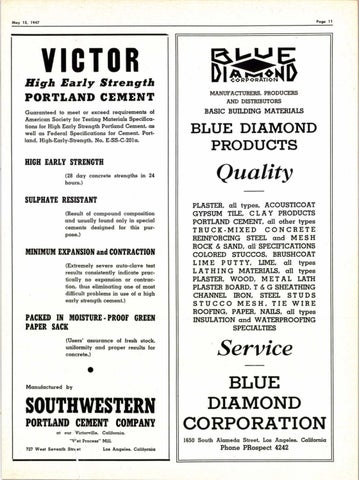 May 15, 1947
Page 11
VICTOR
High Early Strength
PORTLAND CEMENT
Guaranteed to meet or exceed requirements of
American Society for Testing Materials Specifica-
tions for High Early Strength Portland Cement, as
well as Federal Specifications for Cement, Port-
land, High-Early-Strength, No. E-SS-C-201a.
HIGH EARLY STRENGTH
(28 day concrete strengths in 24
hours.)
SULPHATE RESISTANT
(Result of compound composition
and usually found only in special
cements designed for this pur-
pose.)
MINIMUM EXPANSION and CONTRACTION
(Extremely severe auto-clave test
results consistently indicate prac-
tically no expansion or contrac-
tion, thus eliminating one of most
difficult problems in use of a high
early strength cement.)
PACKED IN MOISTURE-PROOF GREEN
PAPER SACK
(Users' assurance of fresh stock,
uniformity and proper results for
concrete.)
Manufactured by
SOUTHWESTERN
PORTLAND CEMENT COMPANY
at our Victorville, California,
"Wet Process" Mill.
727 West Seventh Street Los Angeles, California
BLUE
DIAMOND
CORPORATION
MANUFACTURERS, PRODUCERS
AND DISTRIBUTORS
BASIC BUILDING MATERIALS
BLUE DIAMOND
PRODUCTS
Quality
PLASTER, all types, ACOUSTICOAT
GYPSUM TILE, CLAY PRODUCTS
PORTLAND CEMENT, all other types
TRUCK-MIXED CONCRETE
REINFORCING STEEL and MESH
ROCK & SAND, all SPECIFICATIONS
COLORED STUCCOS, BRUSHCOAT
LIME PUTTY, LIME, all types
LATHING MATERIALS, all types
PLASTER, WOOD, METAL LATH
PLASTER BOARD, T & G SHEATHING
CHANNEL IRON, STEEL STUDS
STUCCO MESH, TIE WIRE
ROOFING, PAPER, NAILS, all types
INSULATION and WATERPROOFING
SPECIALTIES
Service
BLUE
DIAMOND
CORPORATION
1650 South Alameda Street, Los Angeles, California
Phone PRospect 4242